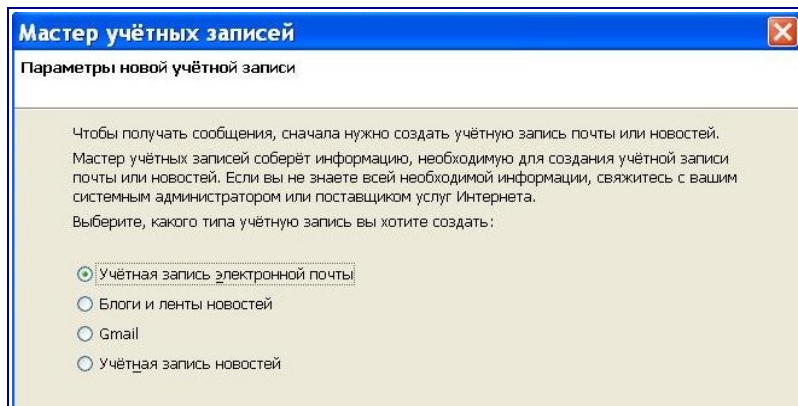 Мастер учётных записей
Параметры новой учётной записи
Чтобы получать сообщения, сначала нужно создать учётную запись почты или новостей.
Мастер учётных записей соберёт информацию, необходимую для создания учётной записи
почты или новостей. Если вы не знаете всей необходимой информации, свяжитесь с вашим
системным администратором или поставщиком услуг Интернета.
Выберите, какого типа учётную запись вы хотите создать:
Учётная запись электронной почты
Блоги и ленты новостей
Gmail
Учётная запись новостей